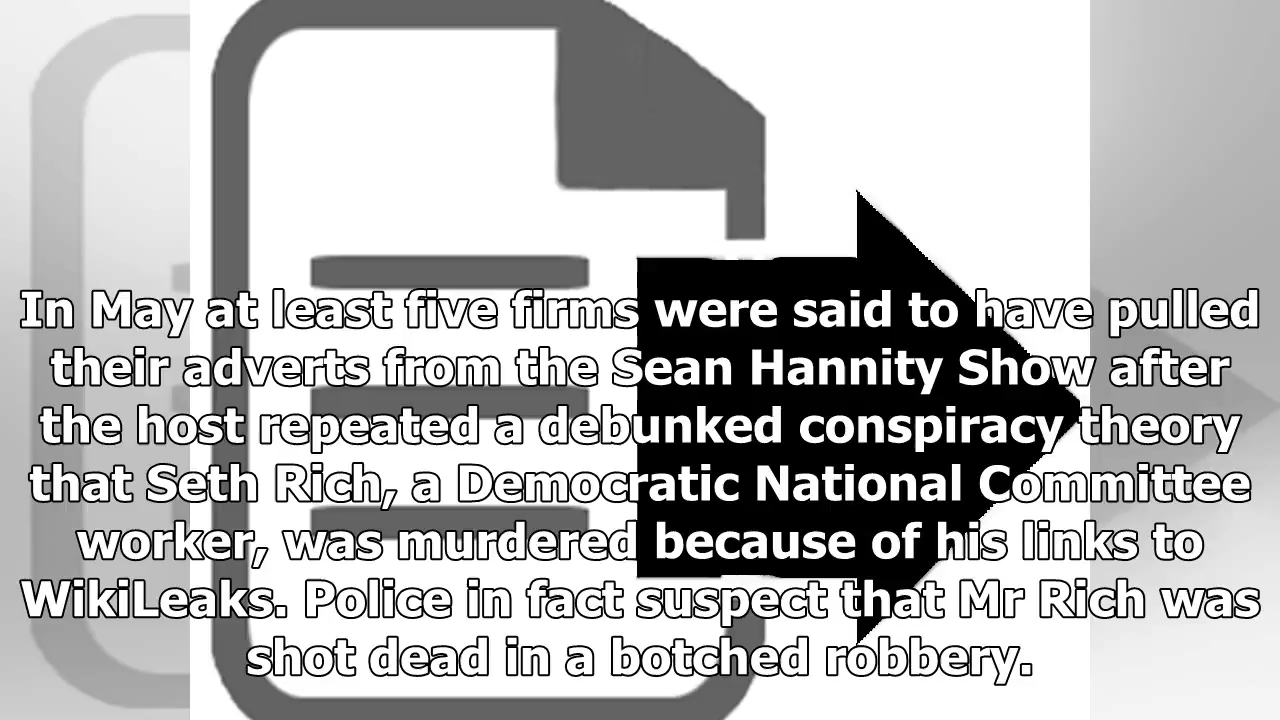 In May at least five firms were said to have pulled
their adverts from the Sean Hannity Show after
the host repeated a debunked conspiracy theory
that Seth Rich, a Democratic National Committee
worker, was murdered because of his links to
WikiLeaks. Police in fact suspect that Mr Rich was
shot dead in a botched robbery.